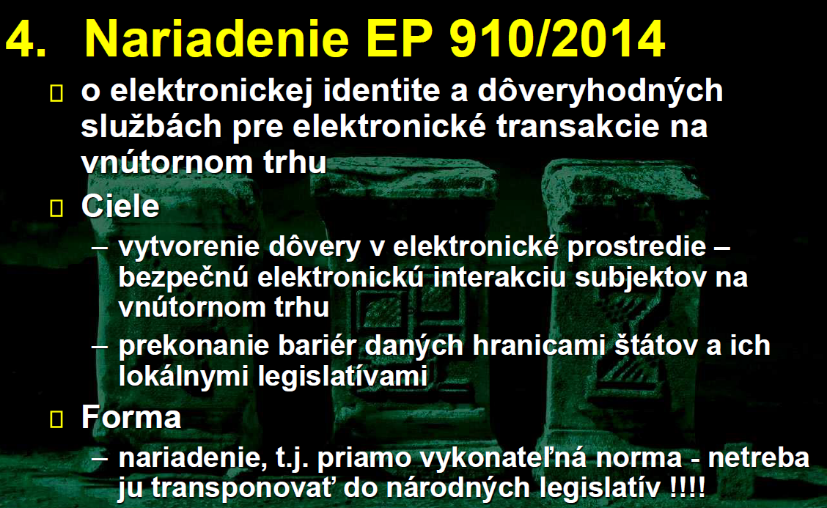 4. Nariadenie EP 910/2014
o elektronickej identite a dôveryhodných
službách pre elektronické transakcie na
vnútornom trhu
Ciele
– vytvorenie dôvery v elektronické prostredie –
bezpečnú elektronickú interakciu subjektov na
vnútornom trhu
– prekonanie bariér daných hranicami štátov a ich
lokálnymi legislatívami
Forma
– nariadenie, t.j. priamo vykonateľná norma - netreba
ju transponovať do národných legislatív !!!!